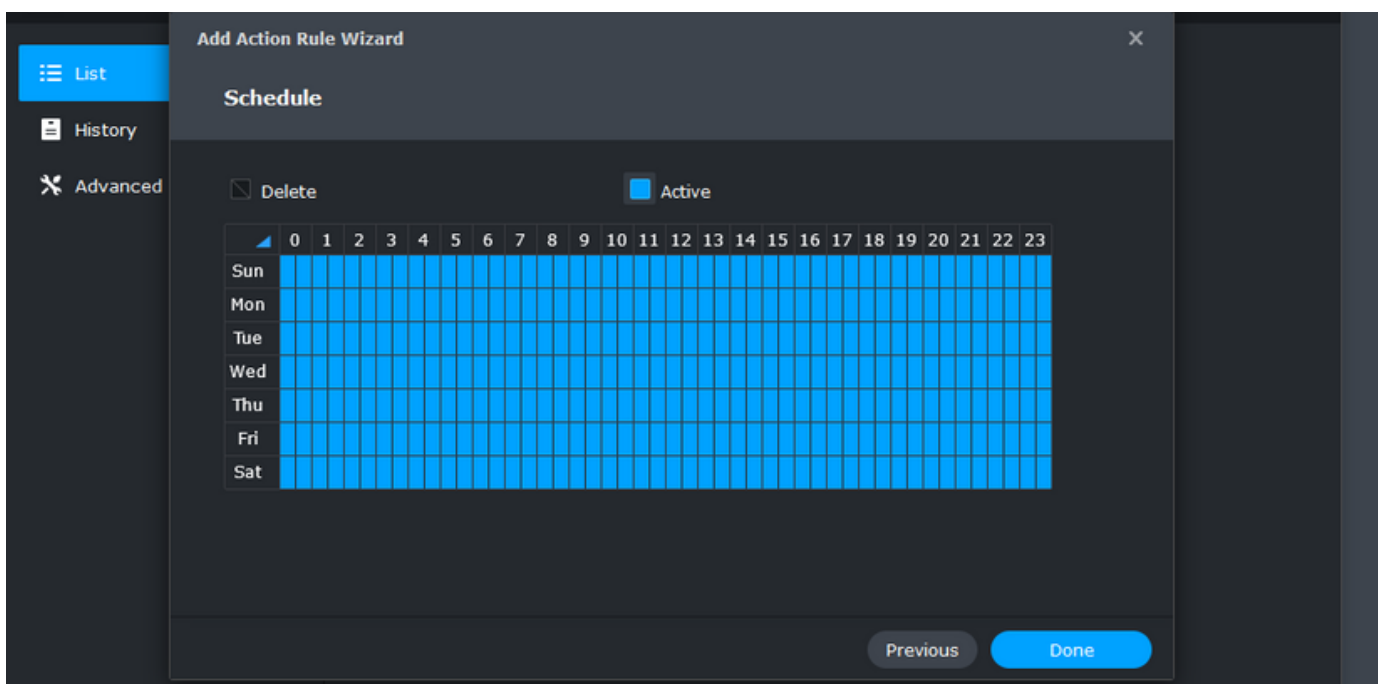 Add Action Rule Wizard
List
Schedule
History
Advanced
Delete Active
0 1 2 3 4 5 6 7 8 9 10 11 12 13 14 15 16 17 18 19 20 21 22 23
Sun
Mon
Tue
Wed
Thu
Fri
Sat
Previous Done